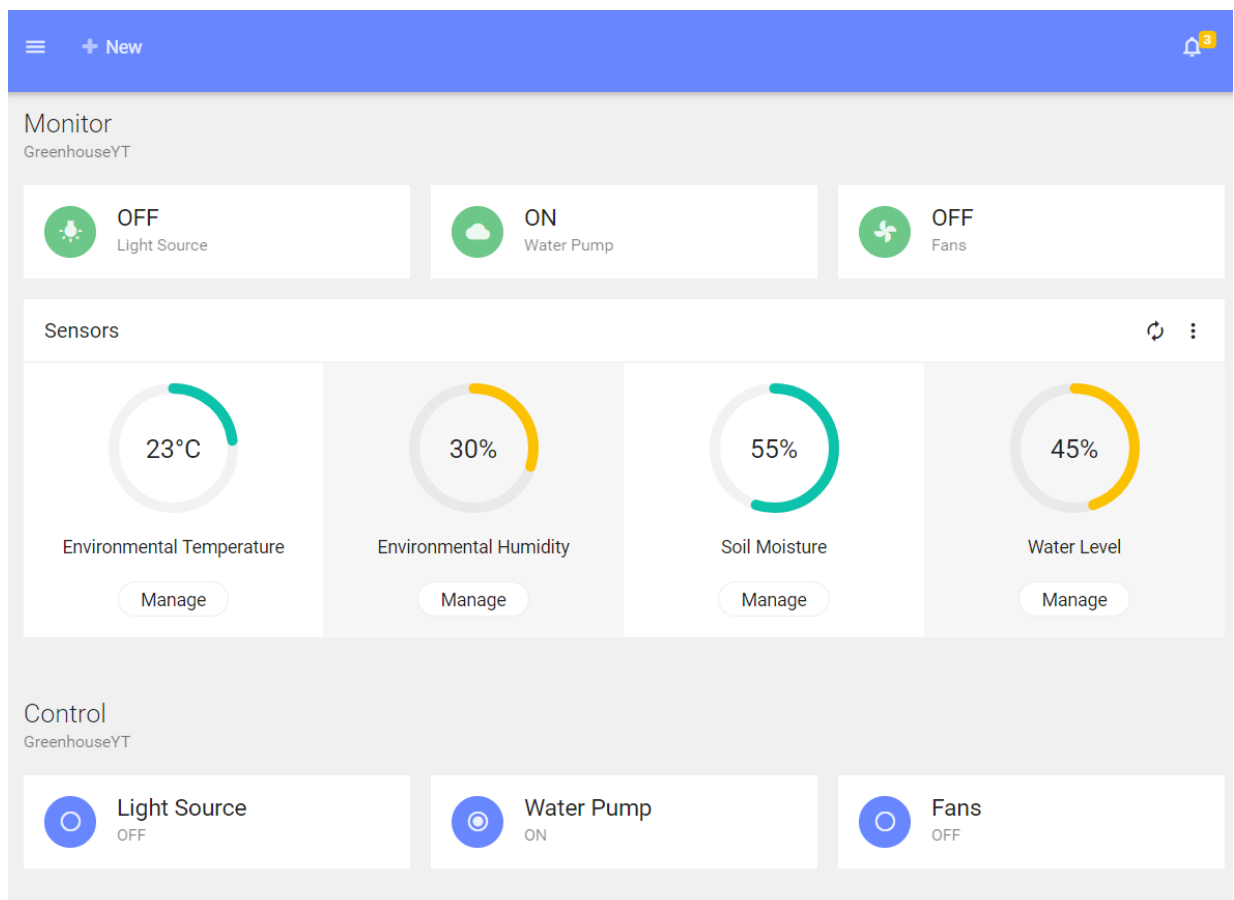 + New
3
Monitor
GreenhouseYT
OFF
Light Source
ON
Water Pump
OFF
Fans
Sensors
23°C
Environmental Temperature
Manage
30%
Environmental Humidity
Manage
55%
Soil Moisture
Manage
45%
Water Level
Manage
Control
GreenhouseYT
Light Source
OFF
Water Pump
ON
Fans
OFF